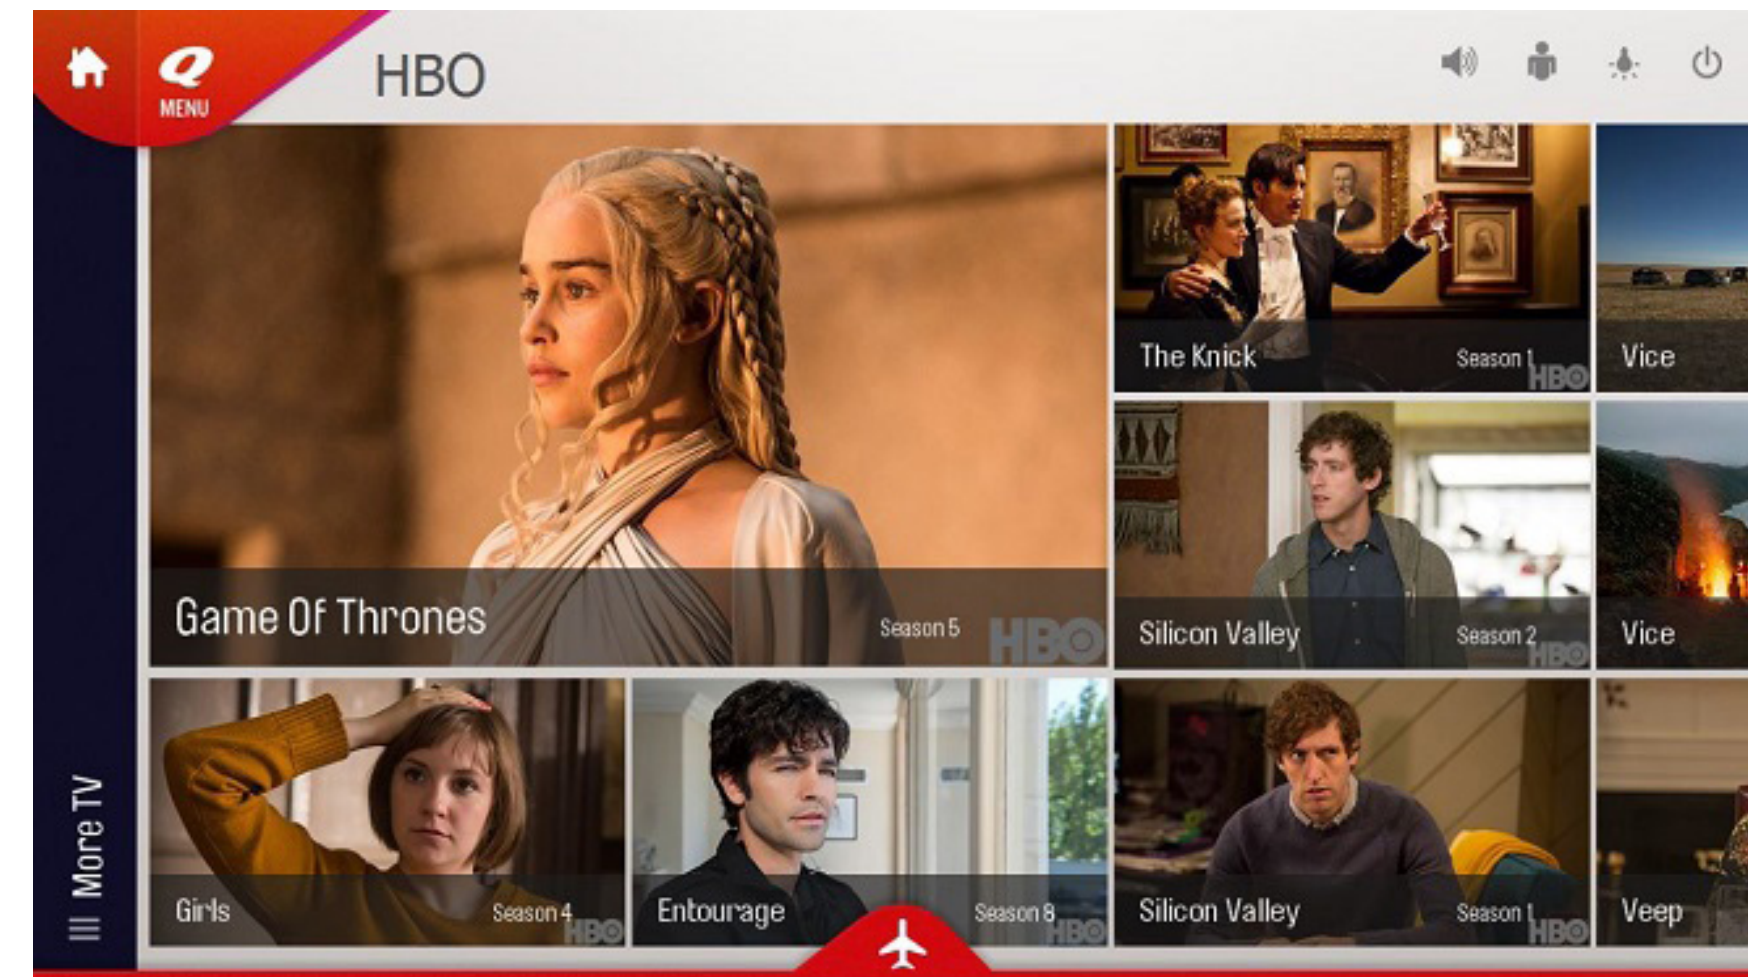 Q
MENU
HBO
Game Of Thrones
Season 5
HBO
The Knick
Season 1
HBO
Vice
Silicon Valley
Season 2
HBO
Vice
Girls
Season 4
HBO
Entourage
Season 8
HBO
Silicon Valley
Season 1
HBO
Veep
More TV